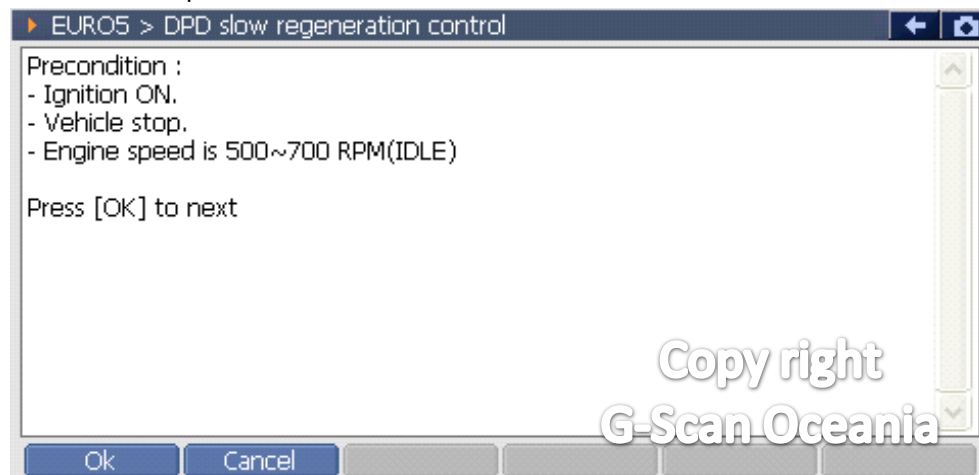 EURO5 > DPD slow regeneration control
Precondition :
- Ignition ON.
- Vehicle stop.
- Engine speed is 500~700 RPM(IDLE)
Press [OK] to next
Copy right
G-Scan Oceania
Ok
Cancel